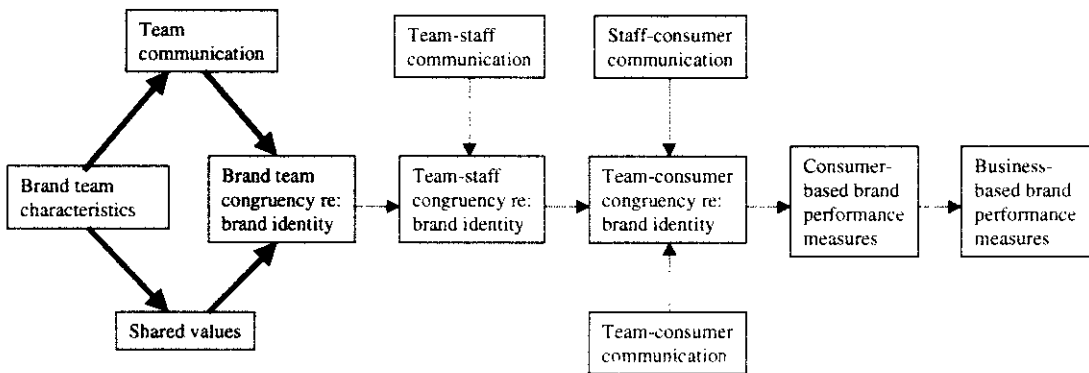 Team
communication
Team-staff
communication
Staff-consumer
communication
Brand team
characteristics
Brand team
congruency re:
brand identity
Team-staff
congruency re:
brand identity
Team-consumer
congruency re:
brand identity
Consumer-
based brand
performance
measures
Business-
based brand
performance
measures
Shared values
Team-consumer
communication